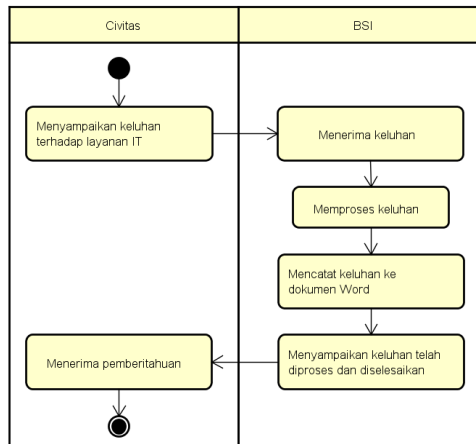 Civitas
BSI
Menyampaikan keluhan
terhadap layanan IT
Menerima keluhan
Memproses keluhan
Mencatat keluhan ke
dokumen Word
Menyampaikan keluhan telah
diproses dan diselesaikan
Menerima pemberitahuan